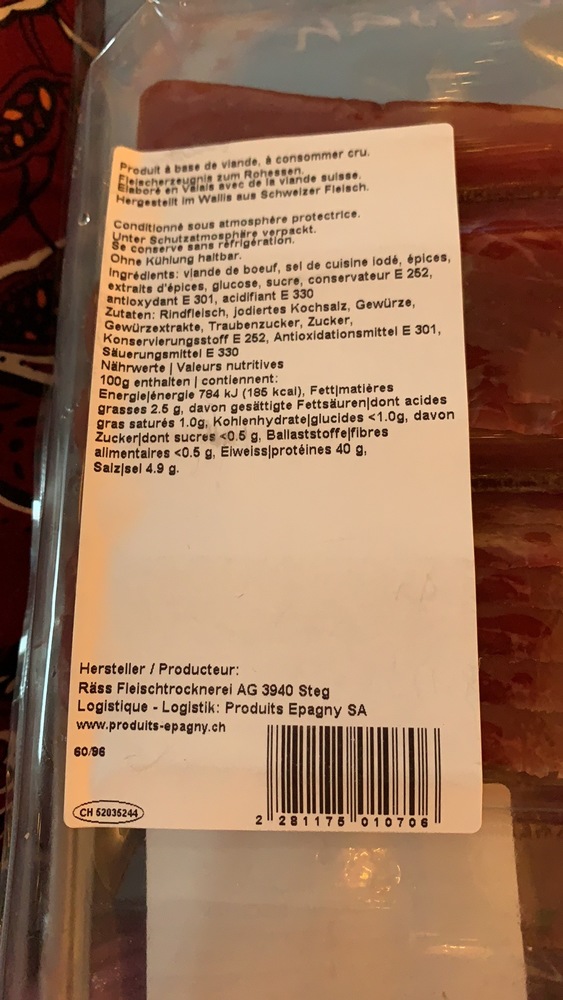 Produit à base de viande, à consommer cru.
Fleischerzeugnis zum Rohessen.
Elaboré en Valais avec de la viande suisse.
Hergestellt im Wallis aus Schweizer Fleisch.
Conditionné sous atmosphère protectrice.
Unter Schutzatmosphäre verpackt.
Se conserve sans réfrigération.
Ohne Kühlung haltbar.
Ingrédients: viande de boeuf, sel de cuisine iodé, épices,
extraits d'épices, glucose, sucre, conservateur E 252,
antioxydant E 301, acidifiant E 330
Zutaten: Rindfleisch, jodiertes Kochsalz, Gewürze,
Gewürzextrakte, Traubenzucker, Zucker,
Konservierungsstoff E 252, Antioxidationsmittel E 301,
Säuerungsmittel E 330
Nährwerte | Valeurs nutritives
100g enthalten | contiennent:
Energie|énergie 784 kJ (185 kcal), Fett|matières
grasses 2.5 g, davon gesättigte Fettsäuren|dont acides
gras saturés 1.0g, Kohlenhydrate|glucides <1.0g, davon
Zucker|dont sucres <0.5 g, Ballaststoffe|fibres
alimentaires <0.5 g, Eiweiss|protéines 40 g,
Salz|sel 4.9 g.
Hersteller / Producteur:
Räss Fleischtrocknerei AG 3940 Steg
Logistique - Logistik: Produits Epagny SA
www.produits-epagny.ch
60/96
CH 52035244
2 281175 010706